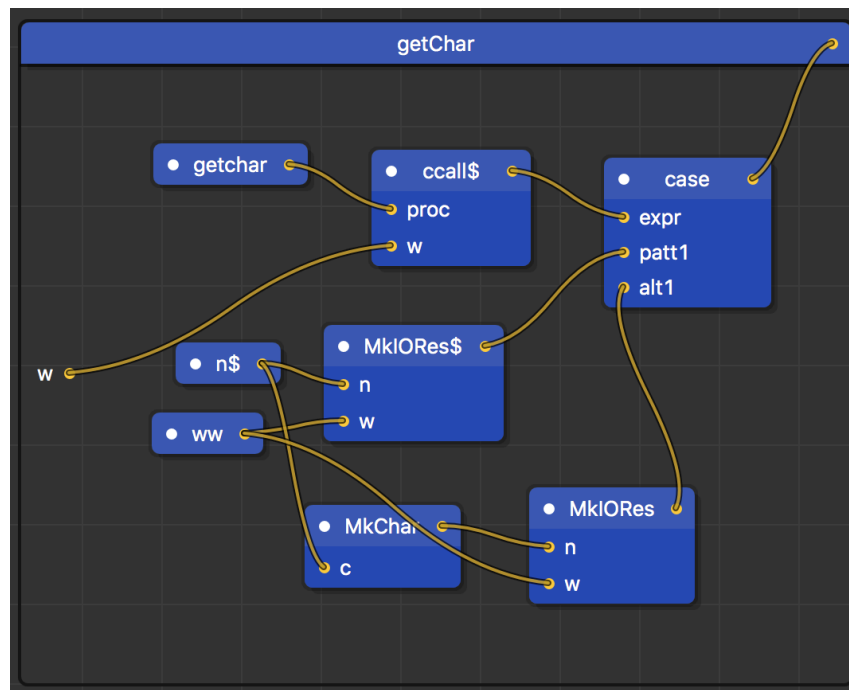 getChar
getchar
ccall$
proc
w
case
expr
patt1
alt1
w
n$
ww
MkIORes$
n
w
MkChar
c
MkIORes
n
w